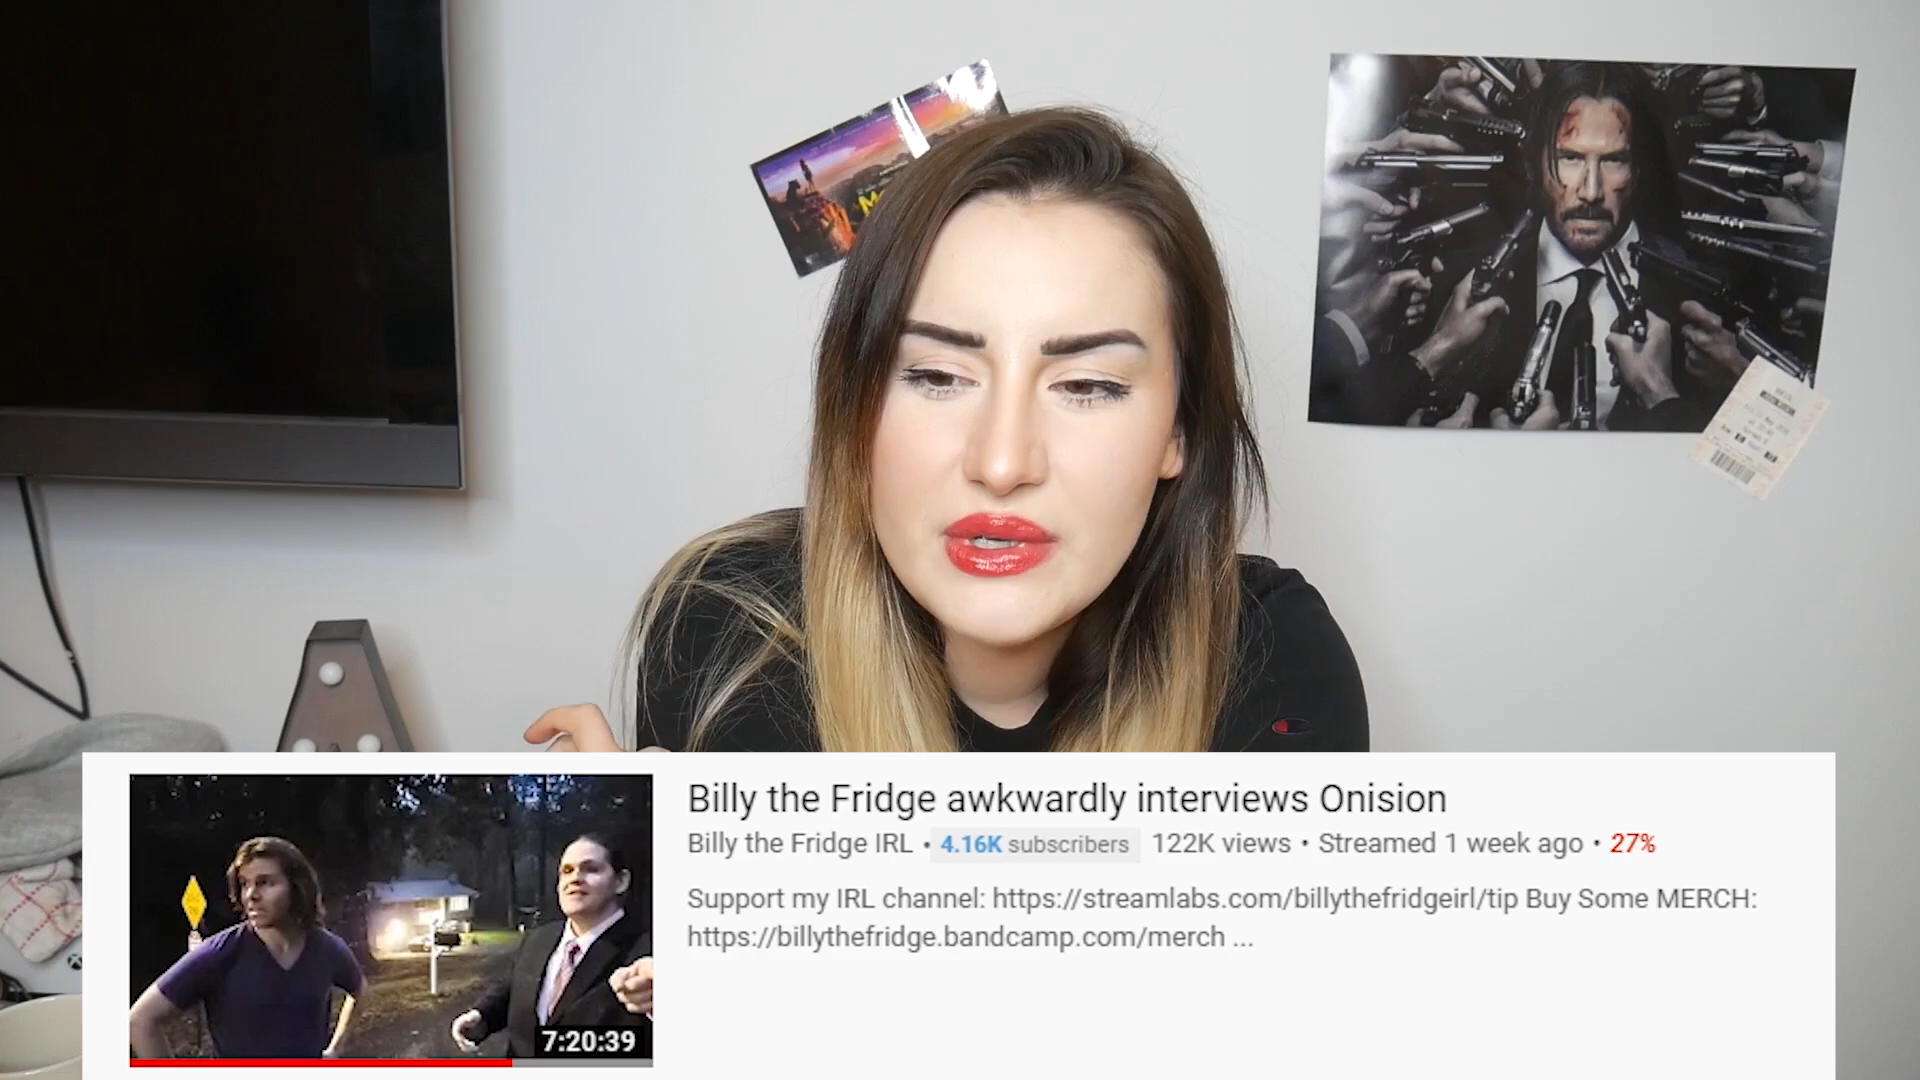 Billy the Fridge awkwardly interviews Onision
Billy the Fridge IRL • 4.16K subscribers 122K views • Streamed 1 week ago • 27%
Support my IRL channel: https://streamlabs.com/billythefridgeirl/tip Buy Some MERCH:
https://billythefridge.bandcamp.com/merch ...
7:20:39